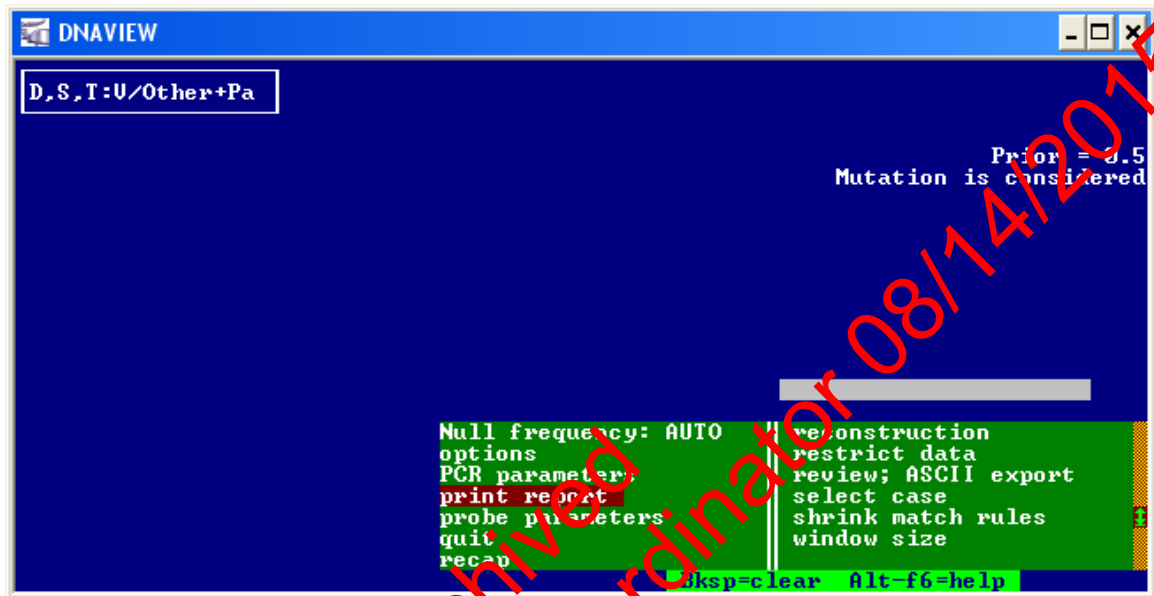 DNAVIEW
D,S,T:V/Other+Pa
Prior = 0.5
Mutation is considered
Null frequency: AUTO
options
PCR parameters
print report
probe parameters
quit
recap
reconstruction
restrict data
review; ASCII export
select case
shrink match rules
window size
Bksp=clear Alt-f6=help
08/14/2015